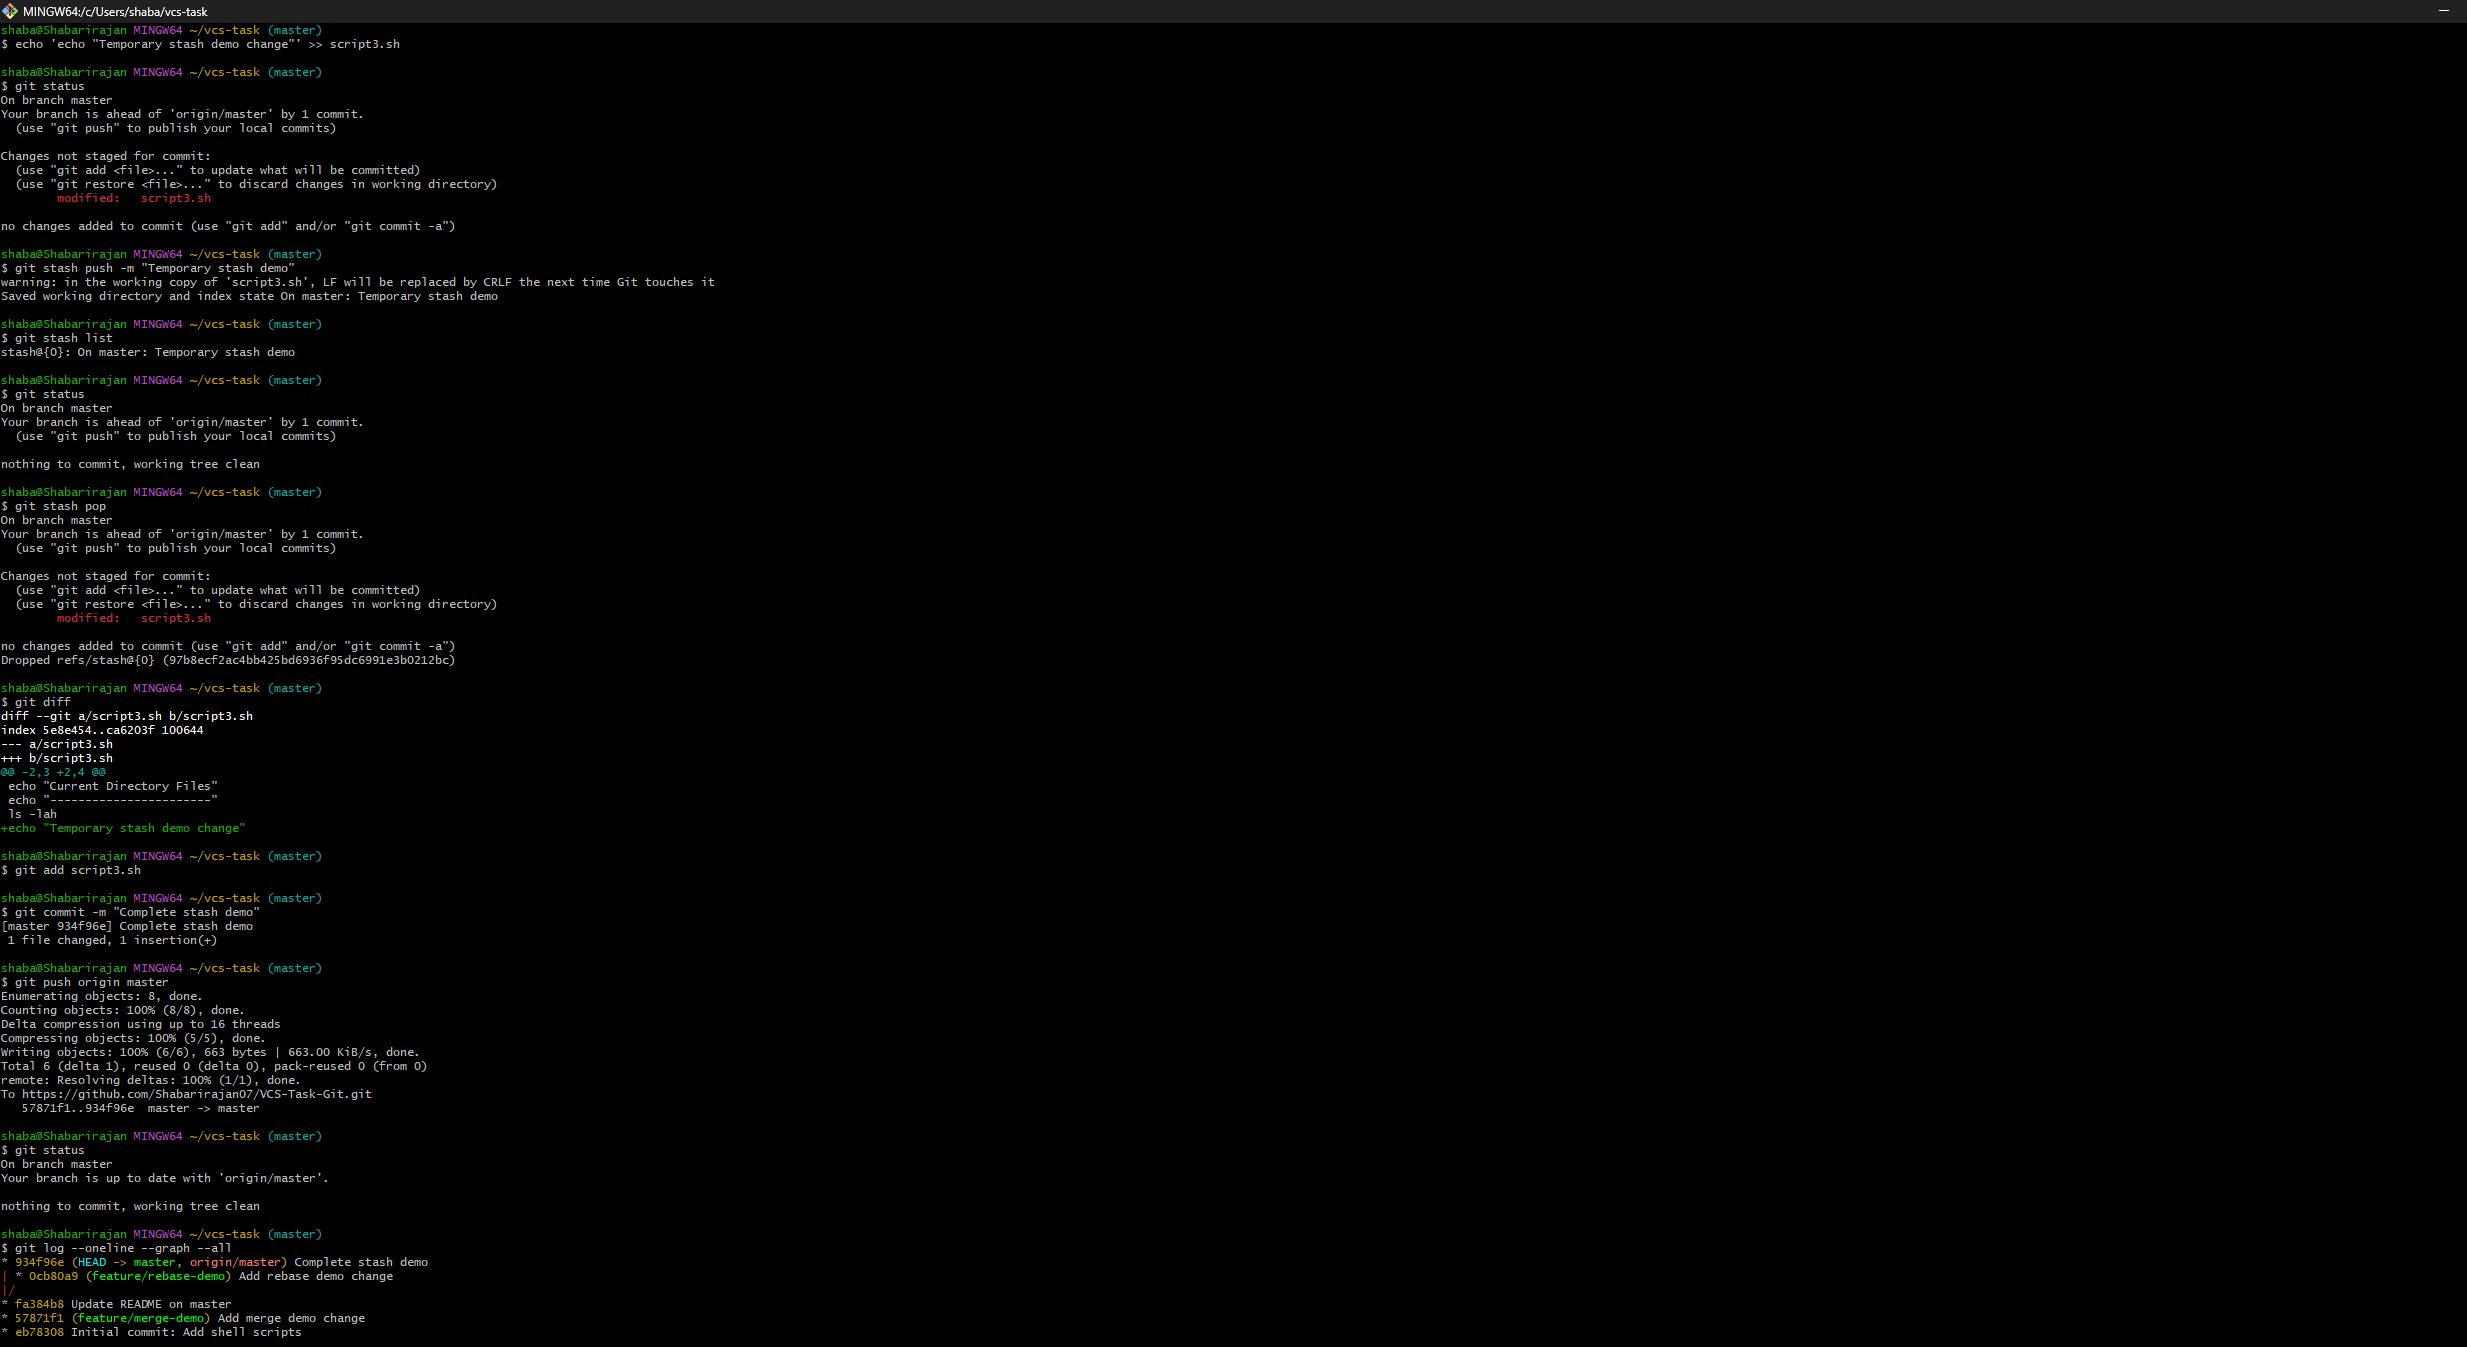 MINGW64:/c/Users/shaba/vcs-task
shaba@Shabarirajan MINGW64 ~/vcs-task (master)
$ echo 'echo "Temporary stash demo change"' >> script3.sh
shaba@Shabarirajan MINGW64 ~/vcs-task (master)
$ git status
On branch master
Your branch is ahead of 'origin/master' by 1 commit.
  (use "git push" to publish your local commits)
Changes not staged for commit:
  (use "git add <file>..." to update what will be committed)
  (use "git restore <file>..." to discard changes in working directory)
        modified:   script3.sh
no changes added to commit (use "git add" and/or "git commit -a")
shaba@Shabarirajan MINGW64 ~/vcs-task (master)
$ git stash push -m "Temporary stash demo"
warning: in the working copy of 'script3.sh', LF will be replaced by CRLF the next time Git touches it
Saved working directory and index state On master: Temporary stash demo
shaba@Shabarirajan MINGW64 ~/vcs-task (master)
$ git stash list
stash@{0}: On master: Temporary stash demo
shaba@Shabarirajan MINGW64 ~/vcs-task (master)
$ git status
On branch master
Your branch is ahead of 'origin/master' by 1 commit.
  (use "git push" to publish your local commits)
nothing to commit, working tree clean
shaba@Shabarirajan MINGW64 ~/vcs-task (master)
$ git stash pop
On branch master
Your branch is ahead of 'origin/master' by 1 commit.
  (use "git push" to publish your local commits)
Changes not staged for commit:
  (use "git add <file>..." to update what will be committed)
  (use "git restore <file>..." to discard changes in working directory)
        modified:   script3.sh
no changes added to commit (use "git add" and/or "git commit -a")
Dropped refs/stash@{0} (97b8ecf2ac4bb425bd6936f95dc6991e3b0212bc)
shaba@Shabarirajan MINGW64 ~/vcs-task (master)
$ git diff
diff --git a/script3.sh b/script3.sh
index 5e8e454..ca6203f 100644
--- a/script3.sh
+++ b/script3.sh
@@ -2,3 +2,4 @@
 echo "Current Directory Files"
 echo "-----------------------"
 ls -lah
+echo "Temporary stash demo change"
shaba@Shabarirajan MINGW64 ~/vcs-task (master)
$ git add script3.sh
shaba@Shabarirajan MINGW64 ~/vcs-task (master)
$ git commit -m "Complete stash demo"
[master 934f96e] Complete stash demo
 1 file changed, 1 insertion(+)
shaba@Shabarirajan MINGW64 ~/vcs-task (master)
$ git push origin master
Enumerating objects: 8, done.
Counting objects: 100% (8/8), done.
Delta compression using up to 16 threads
Compressing objects: 100% (5/5), done.
Writing objects: 100% (6/6), 663 bytes | 663.00 KiB/s, done.
Total 6 (delta 1), reused 0 (delta 0), pack-reused 0 (from 0)
remote: Resolving deltas: 100% (1/1), done.
To https://github.com/Shabarirajan07/VCS-Task-Git.git
   57871f1..934f96e  master -> master
shaba@Shabarirajan MINGW64 ~/vcs-task (master)
$ git status
On branch master
Your branch is up to date with 'origin/master'.
nothing to commit, working tree clean
shaba@Shabarirajan MINGW64 ~/vcs-task (master)
$ git log --oneline --graph --all
* 934f96e (HEAD -> master, origin/master) Complete stash demo
| * 0cb80a9 (feature/rebase-demo) Add rebase demo change
|/
* fa384b8 Update README on master
* 57871f1 (feature/merge-demo) Add merge demo change
* eb78308 Initial commit: Add shell scripts